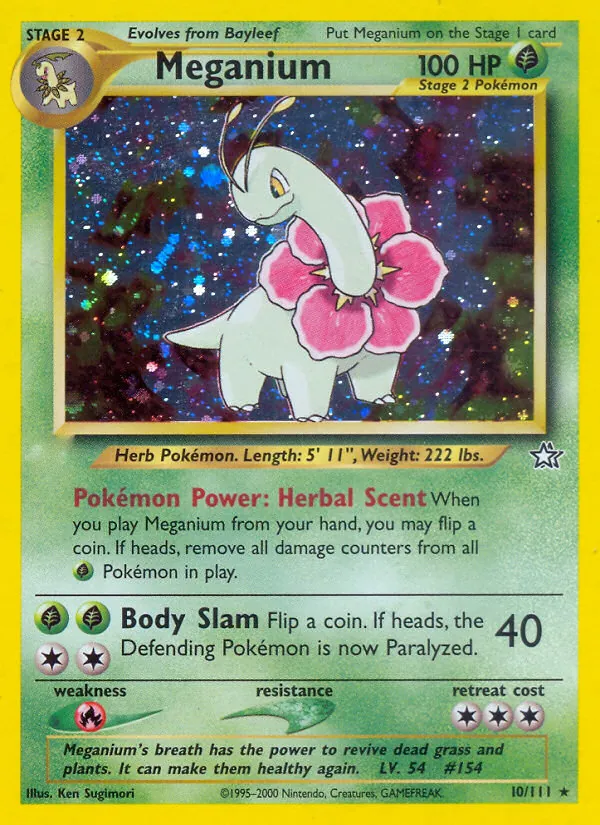 STAGE 2 Evolves from Bayleef Put Meganium on the Stage 1 card
Meganium 100 HP
Stage 2 Pokémon
Herb Pokémon. Length: 5' 11", Weight: 222 lbs.
Pokémon Power: Herbal Scent When
you play Meganium from your hand, you may flip a
coin. If heads, remove all damage counters from all
Pokémon in play.
Body Slam Flip a coin. If heads, the 40
Defending Pokémon is now Paralyzed.
weakness resistance retreat cost
Meganium's breath has the power to revive dead grass and
plants. It can make them healthy again. LV. 54 #154
Illus. Ken Sugimori ©1995-2000 Nintendo, Creatures, GAMEFREAK. 10/111 ★